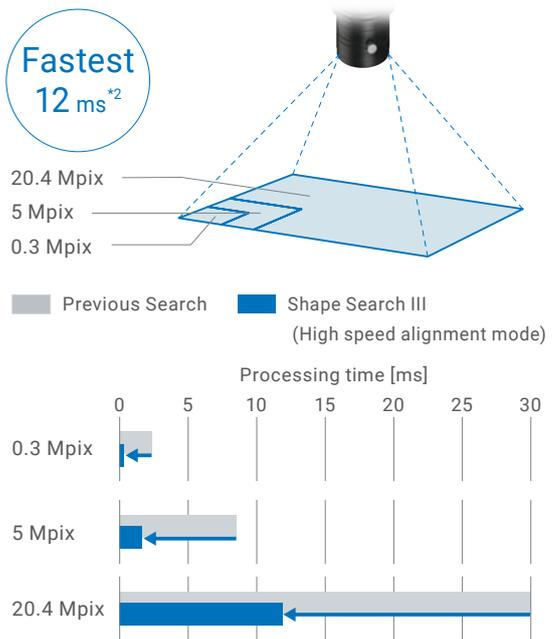 Fastest
12 ms*2
20.4 Mpix
5 Mpix
0.3 Mpix
Previous Search
Shape Search III
(High speed alignment mode)
Processing time [ms]
0 5 10 15 20 25 30
0.3 Mpix
5 Mpix
20.4 Mpix